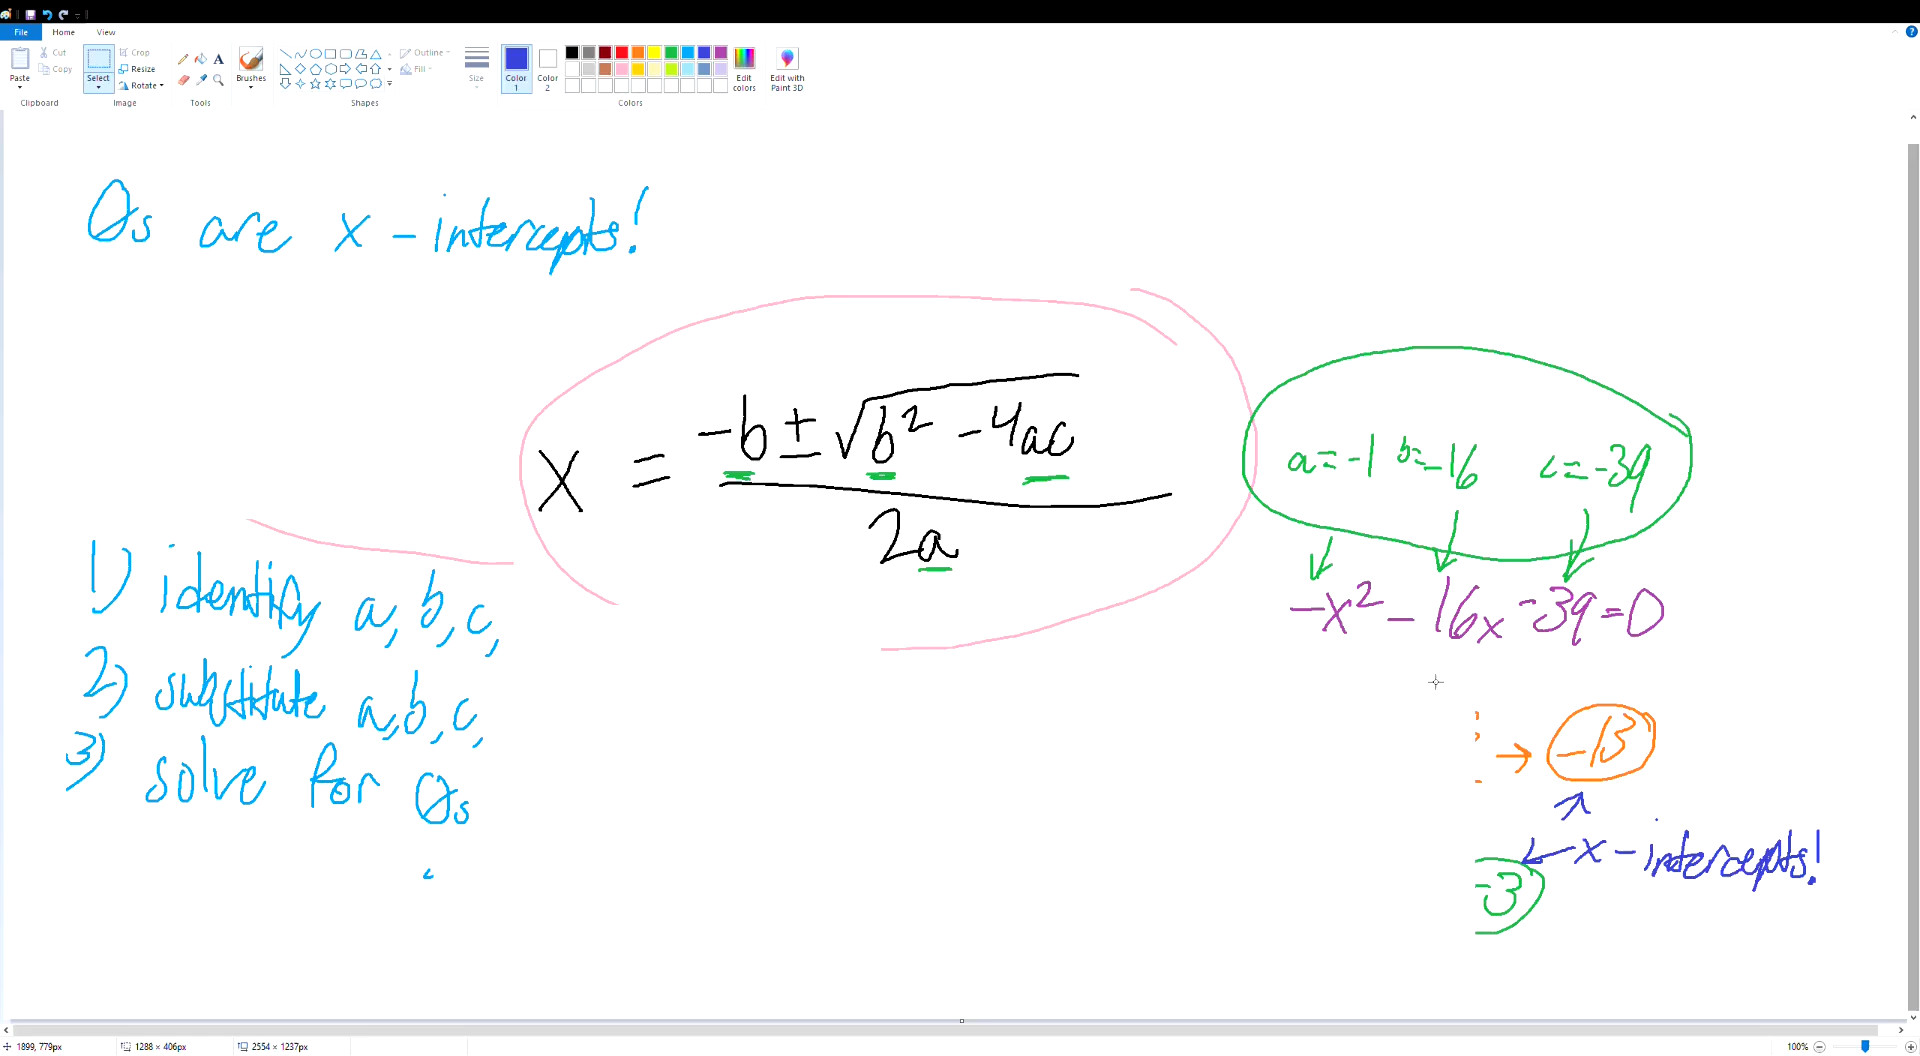 File Home View
Paste Cut Copy Clipboard
Select Crop Resize Rotate Image
Tools
Brushes
Outline Fill Shapes
Size
Color 1
Color 2
Edit colors
Colors
Edit with Paint 3D
Øs are x-intercepts!
x = -b ± √b² - 4ac
2a
a=-1 b=-16 c=-39
-x² - 16x -39=0
1) identify a, b, c,
2) substitute a,b,c,
3) solve for Øs
→ -13
-3 ← x-intercepts!
1899, 779px 1288 × 406px 2554 × 1237px 100%